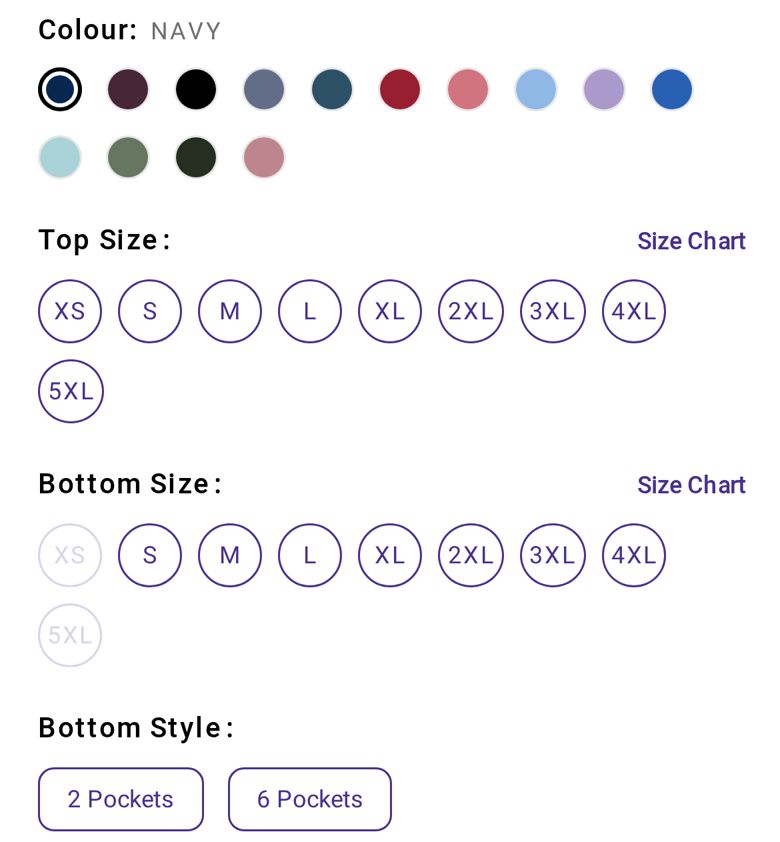 Colour: NAVY
Top Size: Size Chart
XS S M L XL 2XL 3XL 4XL
5XL
Bottom Size: Size Chart
XS S M L XL 2XL 3XL 4XL
5XL
Bottom Style:
2 Pockets 6 Pockets